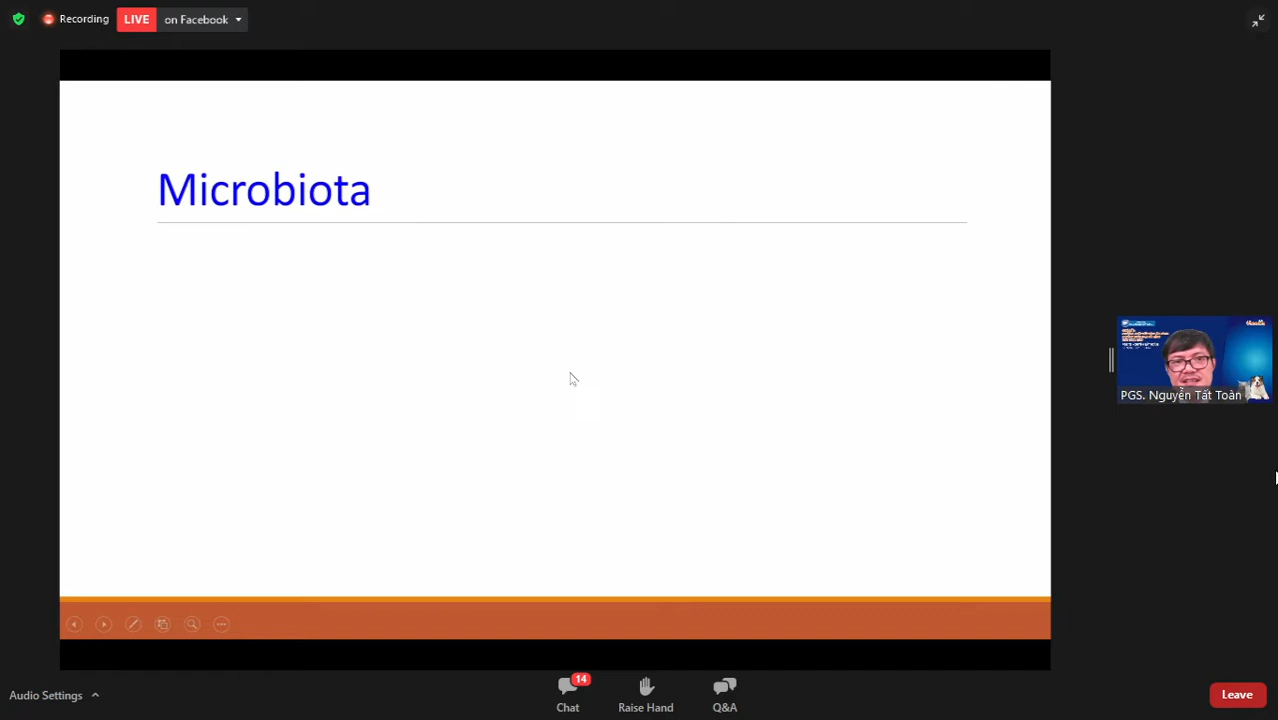 Recording
LIVE on Facebook
Microbiota
PGS. Nguyễn Tất Toàn
Audio Settings
14
Chat
Raise Hand
Q&A
Leave